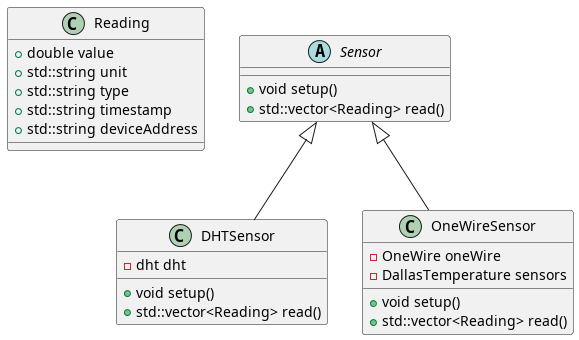 C Reading
double value
std::string unit
std::string type
std::string timestamp
std::string deviceAddress
A Sensor
void setup()
std::vector<Reading> read()
C DHTSensor
dht dht
void setup()
std::vector<Reading> read()
C OneWireSensor
OneWire oneWire
DallasTemperature sensors
void setup()
std::vector<Reading> read()